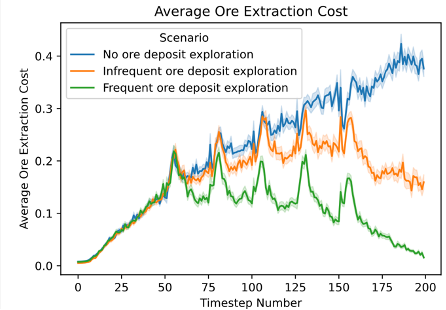 Average Ore Extraction Cost
Scenario
No ore deposit exploration
Infrequent ore deposit exploration
Frequent ore deposit exploration
Average Ore Extraction Cost
0.4
0.3
0.2
0.1
0.0
0 25 50 75 100 125 150 175 200
Timestep Number